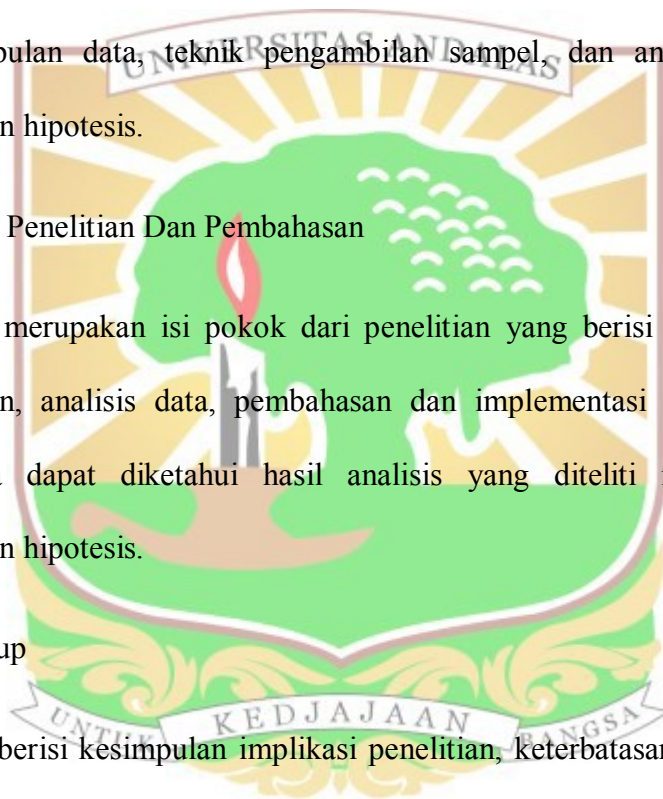 UNIVERSITAS ANDALAS
pulan data, teknik pengambilan sampel, dan an
n hipotesis.
Penelitian Dan Pembahasan
merupakan isi pokok dari penelitian yang berisi
n, analisis data, pembahasan dan implementasi
dapat diketahui hasil analisis yang diteliti
n hipotesis.
up
UNTUK KEDJAJAAN BANGSA
berisi kesimpulan implikasi penelitian, keterbatasan